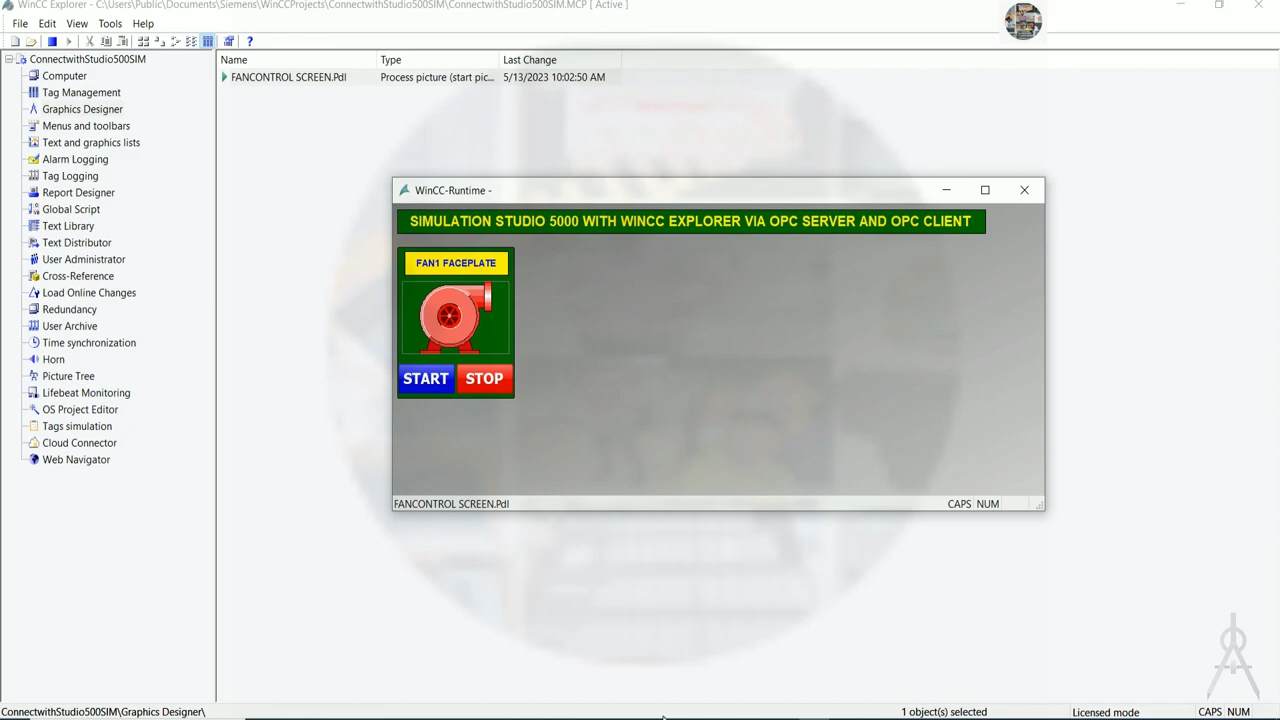 WinCC Explorer - C:\Users\Public\Documents\Siemens\WinCCProjects\ConnectwithStudio500SIM\ConnectwithStudio500SIM.MCP [ Active ]
File Edit View Tools Help
ConnectwithStudio500SIM
Computer
Tag Management
Graphics Designer
Menus and toolbars
Text and graphics lists
Alarm Logging
Tag Logging
Report Designer
Global Script
Text Library
Text Distributor
User Administrator
Cross-Reference
Load Online Changes
Redundancy
User Archive
Time synchronization
Horn
Picture Tree
Lifebeat Monitoring
OS Project Editor
Tags simulation
Cloud Connector
Web Navigator
Name Type Last Change
FANCONTROL SCREEN.Pdl Process picture (start pic... 5/13/2023 10:02:50 AM
WinCC-Runtime -
SIMULATION STUDIO 5000 WITH WINCC EXPLORER VIA OPC SERVER AND OPC CLIENT
FAN1 FACEPLATE
START STOP
FANCONTROL SCREEN.Pdl CAPS NUM
ConnectwithStudio500SIM\Graphics Designer\ 1 object(s) selected Licensed mode CAPS NUM